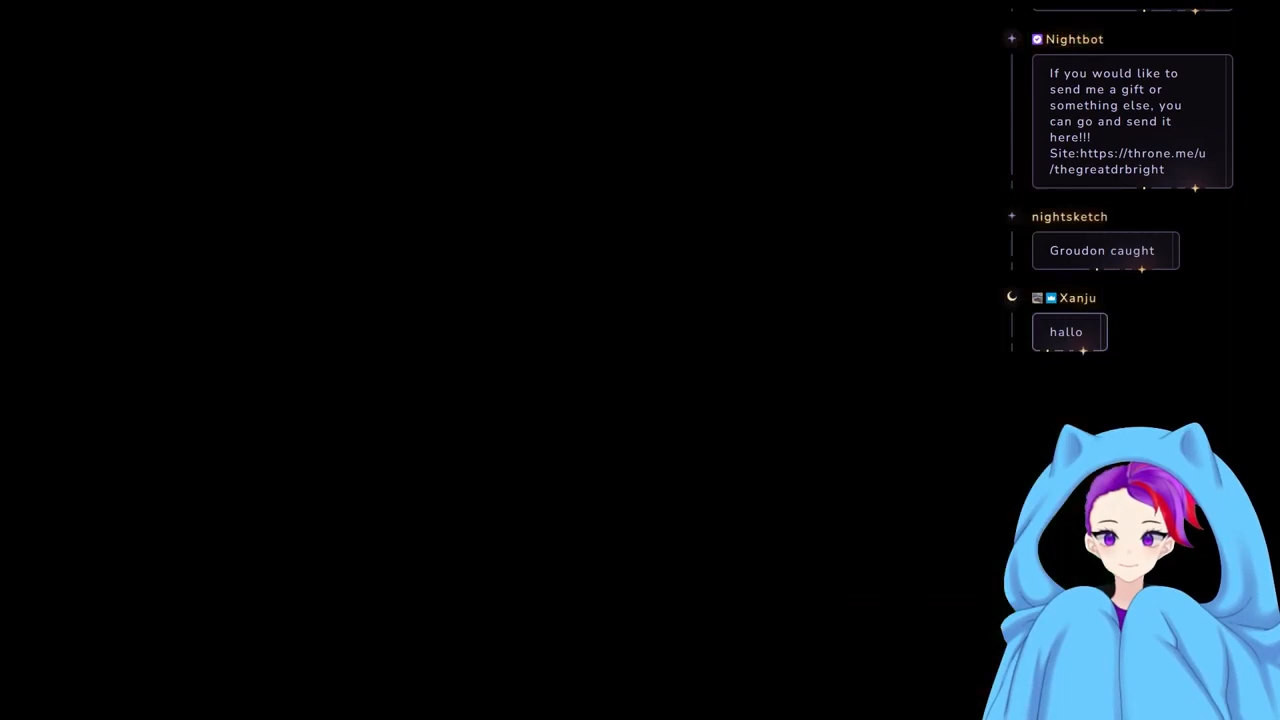 Nightbot
If you would like to
send me a gift or
something else, you
can go and send it
here!!!
Site:https://throne.me/u
/thegreatdrbright
nightsketch
Groudon caught
Xanju
hallo